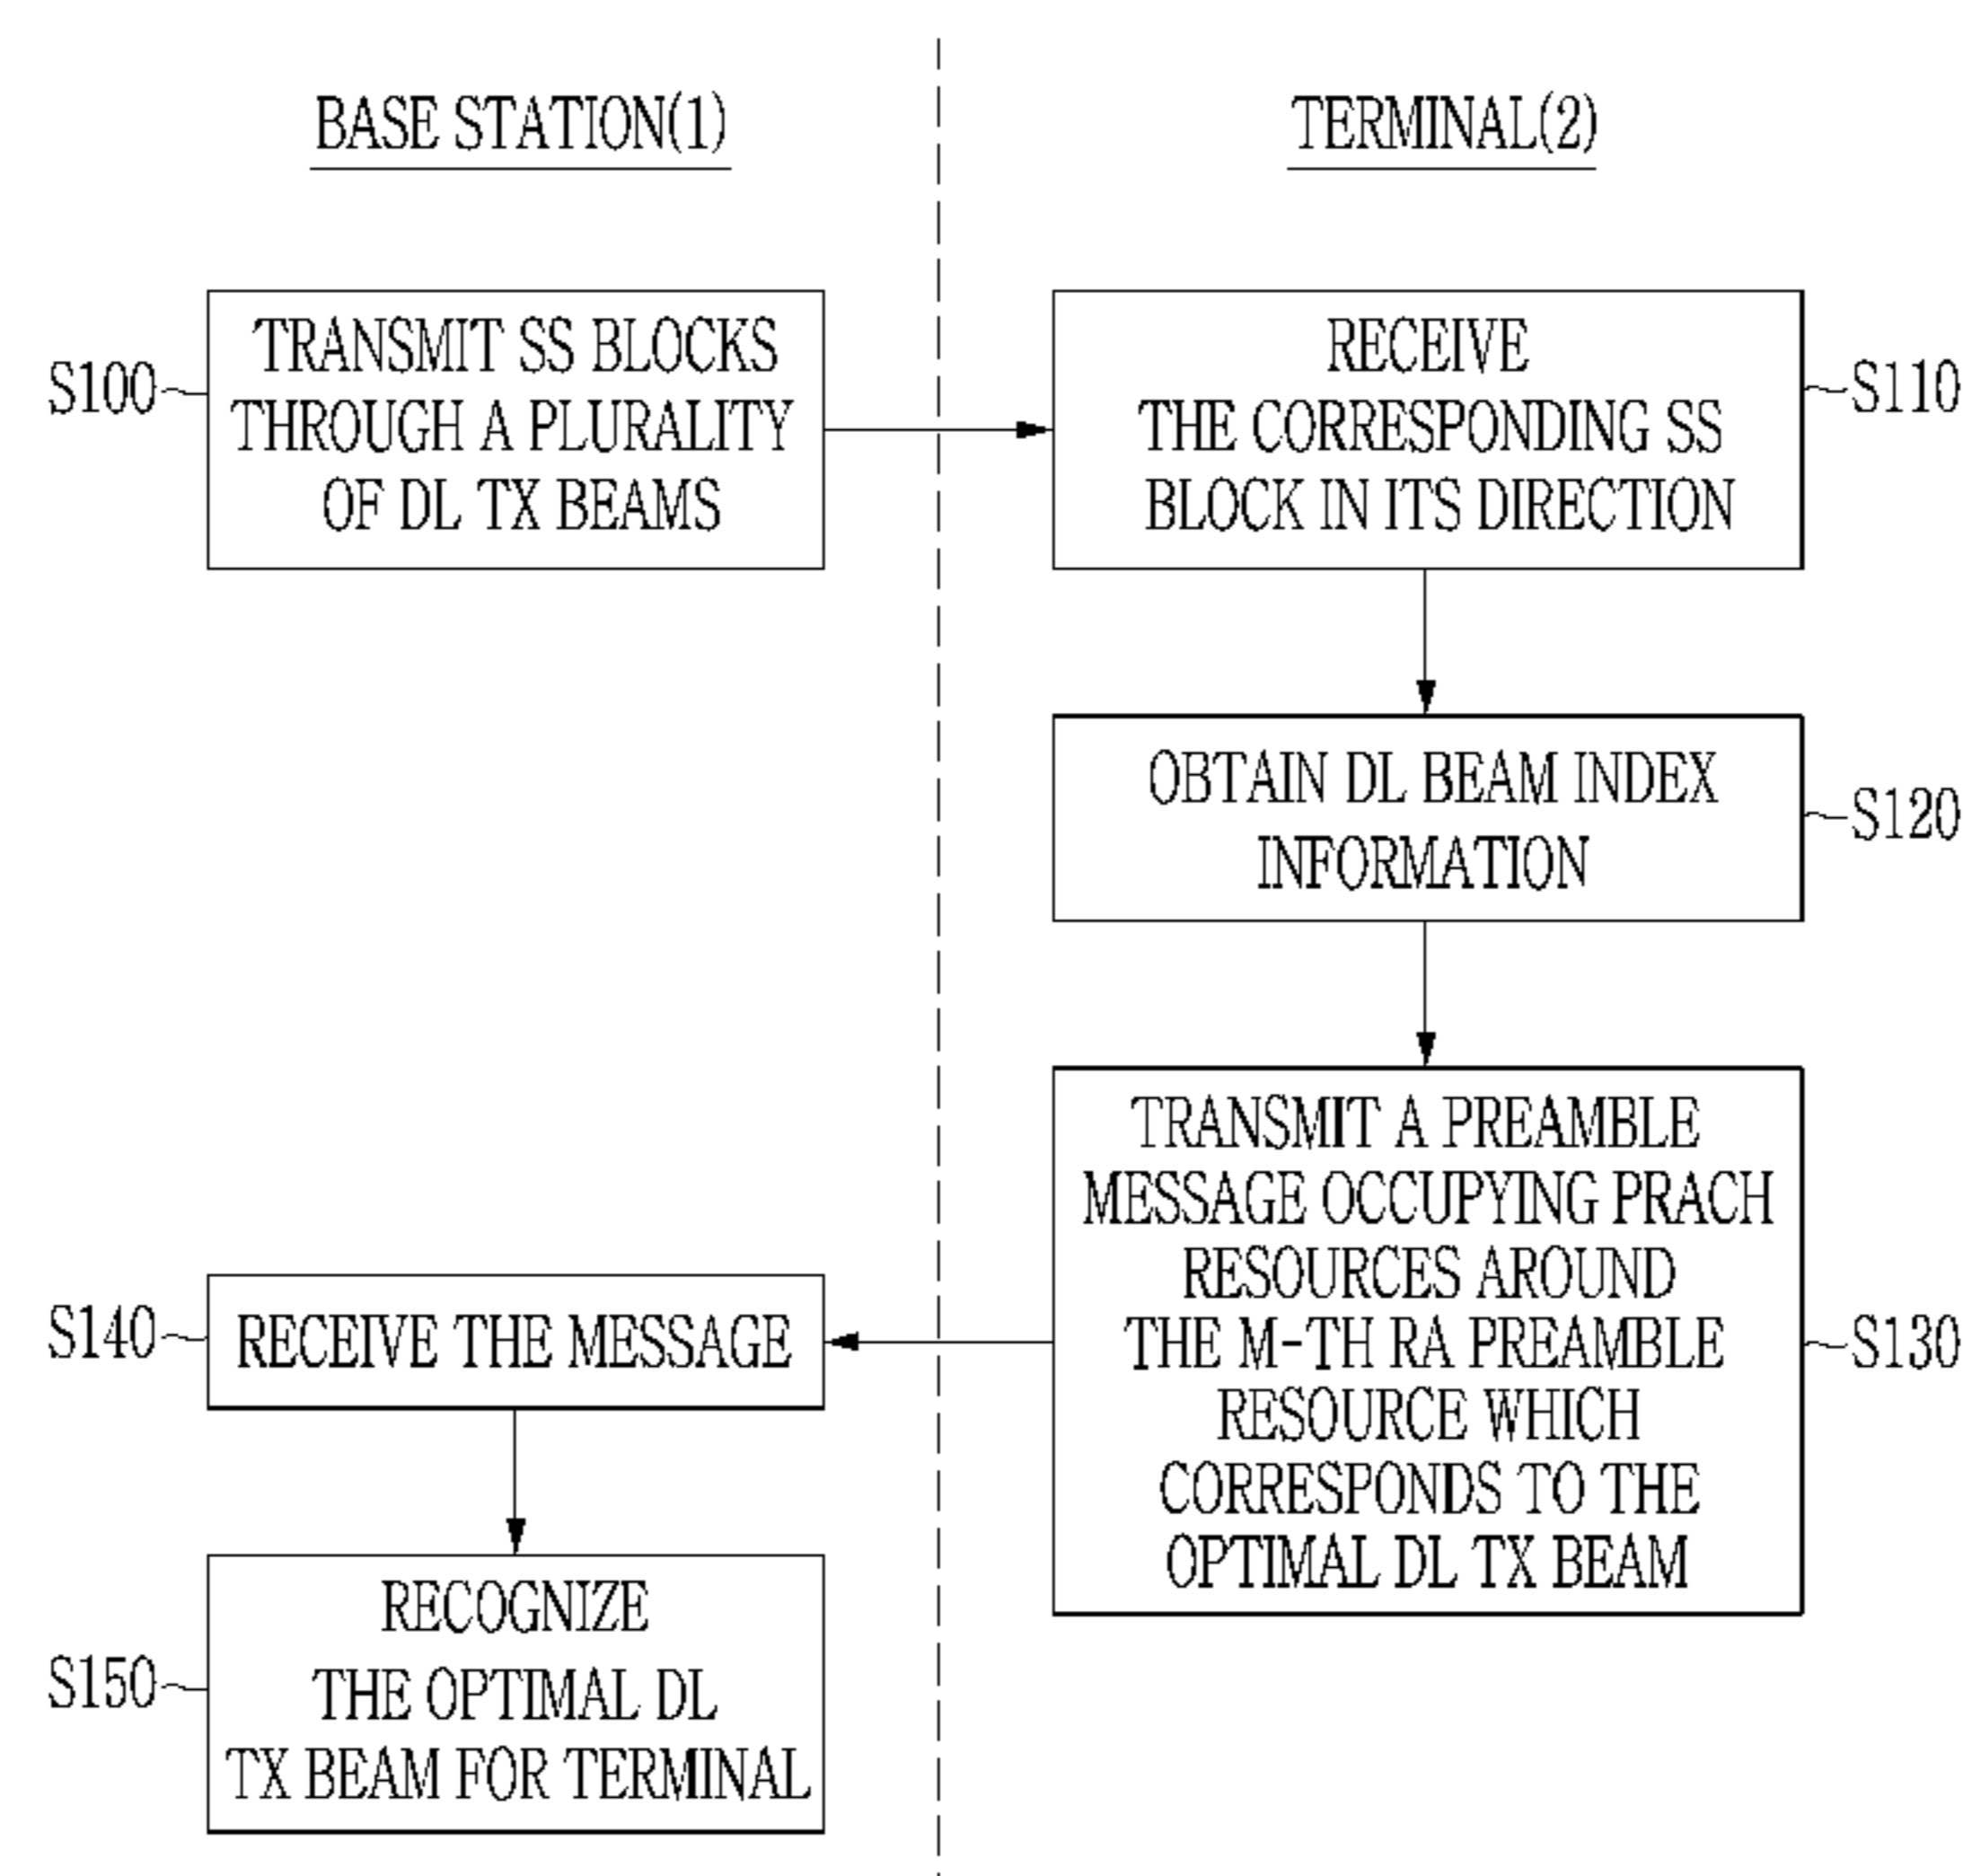 BASE STATION(1)
TERMINAL(2)
S100
TRANSMIT SS BLOCKS
THROUGH A PLURALITY
OF DL TX BEAMS
RECEIVE
THE CORRESPONDING SS
BLOCK IN ITS DIRECTION
S110
OBTAIN DL BEAM INDEX
INFORMATION
S120
TRANSMIT A PREAMBLE
MESSAGE OCCUPYING PRACH
RESOURCES AROUND
THE M-TH RA PREAMBLE
RESOURCE WHICH
CORRESPONDS TO THE
OPTIMAL DL TX BEAM
S130
S140
RECEIVE THE MESSAGE
S150
RECOGNIZE
THE OPTIMAL DL
TX BEAM FOR TERMINAL